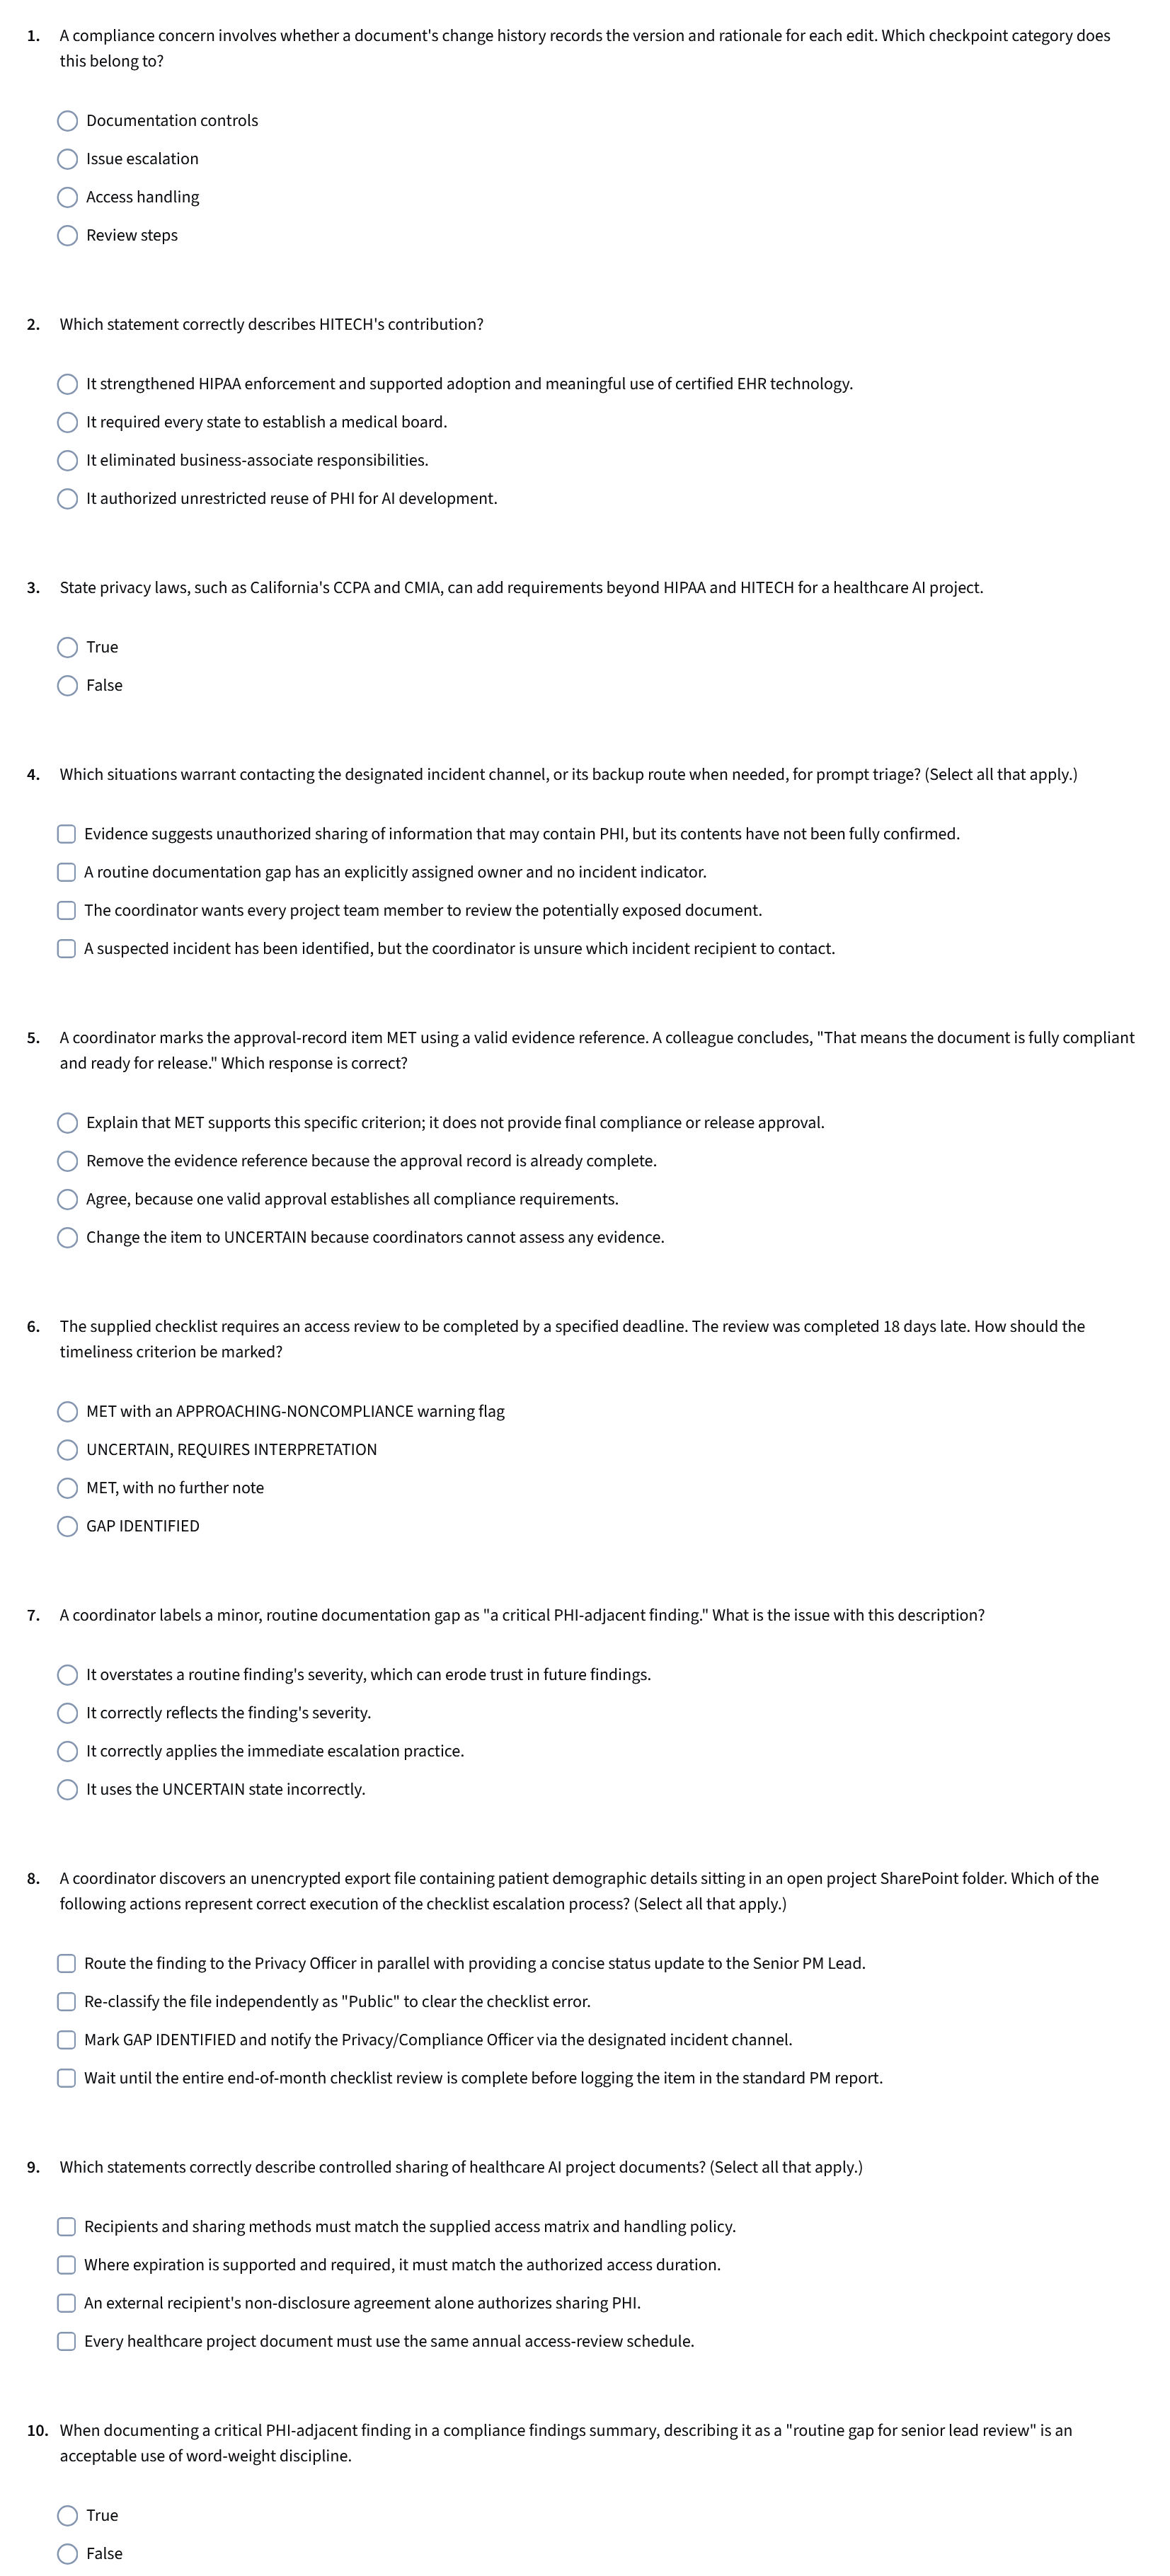 1. A compliance concern involves whether a document's change history records the version and rationale for each edit. Which checkpoint category does
this belong to?
Documentation controls
Issue escalation
Access handling
Review steps
2. Which statement correctly describes HITECH's contribution?
It strengthened HIPAA enforcement and supported adoption and meaningful use of certified EHR technology.
It required every state to establish a medical board.
It eliminated business-associate responsibilities.
It authorized unrestricted reuse of PHI for AI development.
3. State privacy laws, such as California's CCPA and CMIA, can add requirements beyond HIPAA and HITECH for a healthcare AI project.
True
False
4. Which situations warrant contacting the designated incident channel, or its backup route when needed, for prompt triage? (Select all that apply.)
Evidence suggests unauthorized sharing of information that may contain PHI, but its contents have not been fully confirmed.
A routine documentation gap has an explicitly assigned owner and no incident indicator.
The coordinator wants every project team member to review the potentially exposed document.
A suspected incident has been identified, but the coordinator is unsure which incident recipient to contact.
5. A coordinator marks the approval-record item MET using a valid evidence reference. A colleague concludes, "That means the document is fully compliant
and ready for release." Which response is correct?
Explain that MET supports this specific criterion; it does not provide final compliance or release approval.
Remove the evidence reference because the approval record is already complete.
Agree, because one valid approval establishes all compliance requirements.
Change the item to UNCERTAIN because coordinators cannot assess any evidence.
6. The supplied checklist requires an access review to be completed by a specified deadline. The review was completed 18 days late. How should the
timeliness criterion be marked?
MET with an APPROACHING-NONCOMPLIANCE warning flag
UNCERTAIN, REQUIRES INTERPRETATION
MET, with no further note
GAP IDENTIFIED
7. A coordinator labels a minor, routine documentation gap as "a critical PHI-adjacent finding." What is the issue with this description?
It overstates a routine finding's severity, which can erode trust in future findings.
It correctly reflects the finding's severity.
It correctly applies the immediate escalation practice.
It uses the UNCERTAIN state incorrectly.
8. A coordinator discovers an unencrypted export file containing patient demographic details sitting in an open project SharePoint folder. Which of the
following actions represent correct execution of the checklist escalation process? (Select all that apply.)
Route the finding to the Privacy Officer in parallel with providing a concise status update to the Senior PM Lead.
Re-classify the file independently as "Public" to clear the checklist error.
Mark GAP IDENTIFIED and notify the Privacy/Compliance Officer via the designated incident channel.
Wait until the entire end-of-month checklist review is complete before logging the item in the standard PM report.
9. Which statements correctly describe controlled sharing of healthcare AI project documents? (Select all that apply.)
Recipients and sharing methods must match the supplied access matrix and handling policy.
Where expiration is supported and required, it must match the authorized access duration.
An external recipient's non-disclosure agreement alone authorizes sharing PHI.
Every healthcare project document must use the same annual access-review schedule.
10. When documenting a critical PHI-adjacent finding in a compliance findings summary, describing it as a "routine gap for senior lead review" is an
acceptable use of word-weight discipline.
True
False